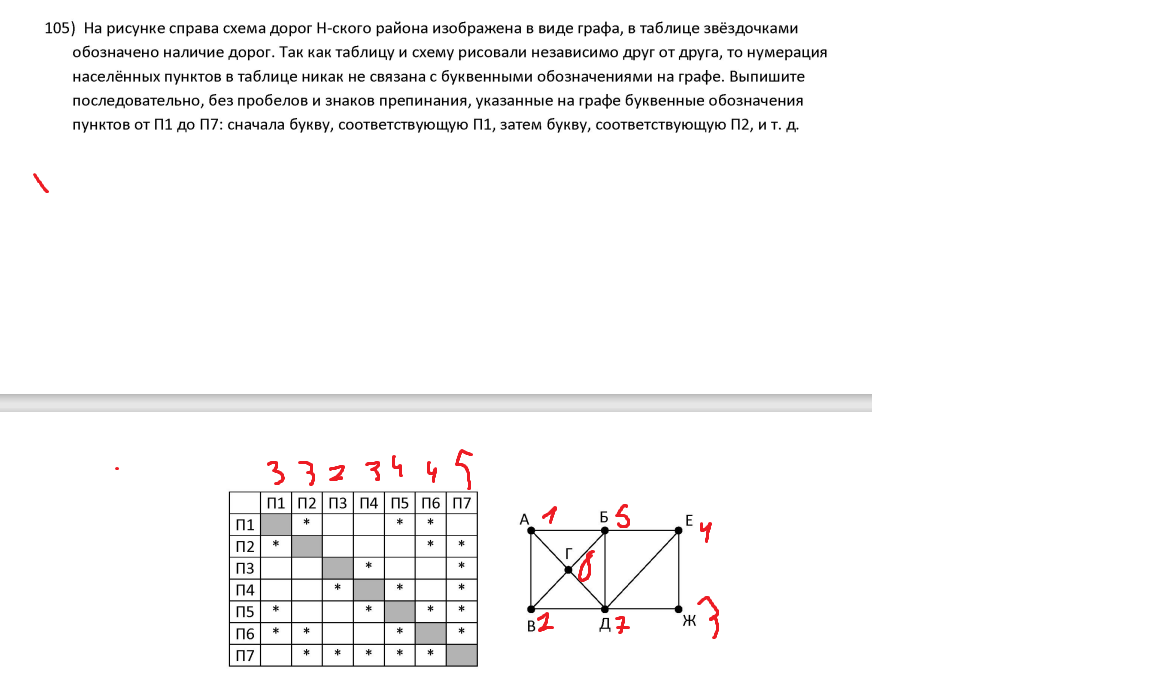 105) На рисунке справа схема дорог Н-ского района изображена в виде графа, в таблице звёздочками
обозначено наличие дорог. Так как таблицу и схему рисовали независимо друг от друга, то нумерация
населённых пунктов в таблице никак не связана с буквенными обозначениями на графе. Выпишите
последовательно, без пробелов и знаков препинания, указанные на графе буквенные обозначения
пунктов от П1 до П7: сначала букву, соответствующую П1, затем букву, соответствующую П2, и т. д.
3 3 2 3 4 4 5
П1 П2 П3 П4 П5 П6 П7
П1 * * *
П2 * * *
П3 * *
П4 * * *
П5 * * * *
П6 * * * *
П7 * * * * *
А 1 Б 5 Е 4
Г
В 2 Д 7 Ж 3